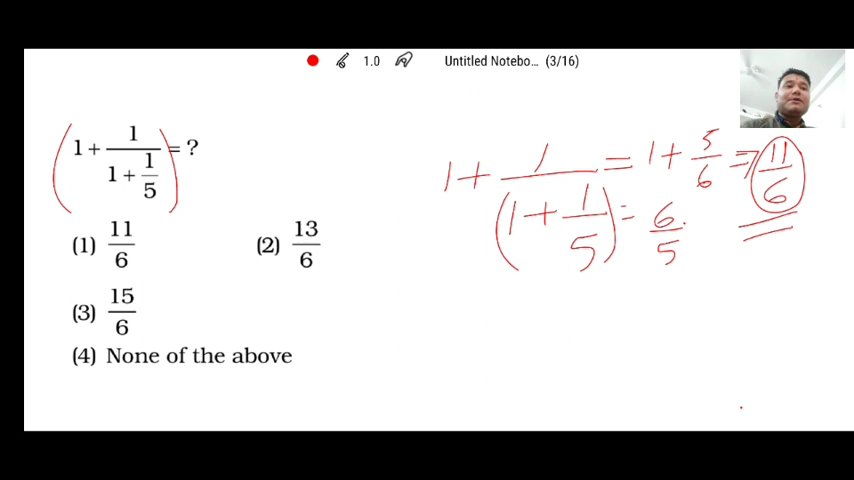 1.0 Untitled Notebo... (3/16)
1 + 1/(1 + 1/5) = ?
(1) 11/6 (2) 13/6
(3) 15/6
(4) None of the above
1 + 1/(1 + 1/5) = 1 + 5/6 = 11/6
= 6/5